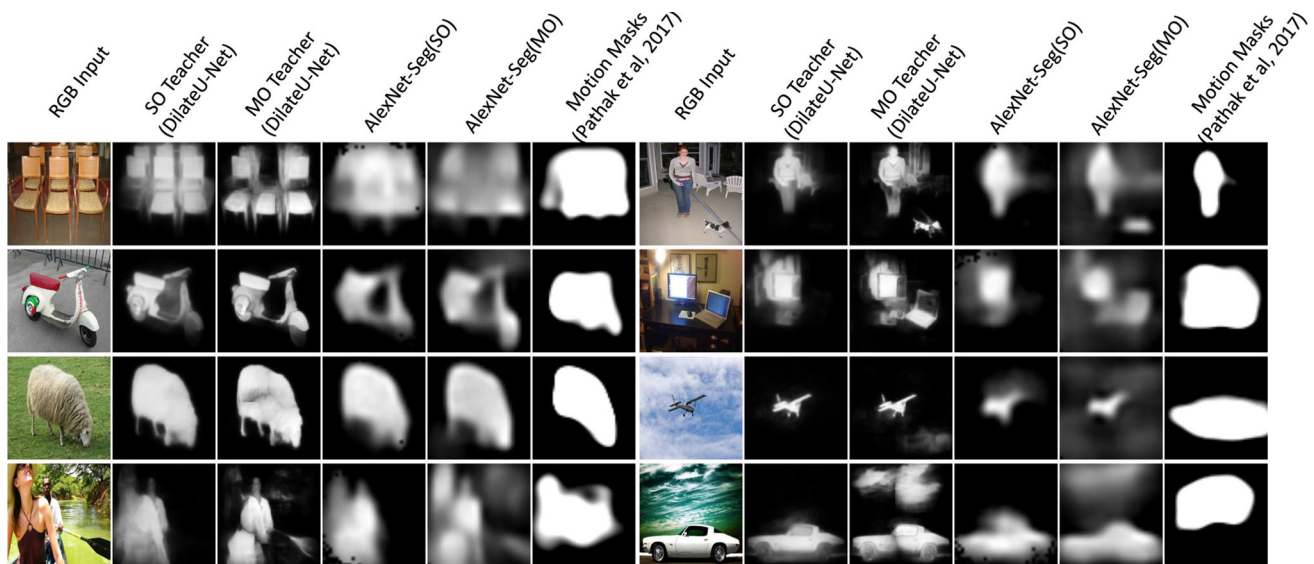 RGB Input
SO Teacher
(DilateU-Net)
MO Teacher
(DilateU-Net)
AlexNet-Seg(SO)
AlexNet-Seg(MO)
Motion Masks
(Pathak et al, 2017)
RGB Input
SO Teacher
(DilateU-Net)
MO Teacher
(DilateU-Net)
AlexNet-Seg(SO)
AlexNet-Seg(MO)
Motion Masks
(Pathak et al, 2017)